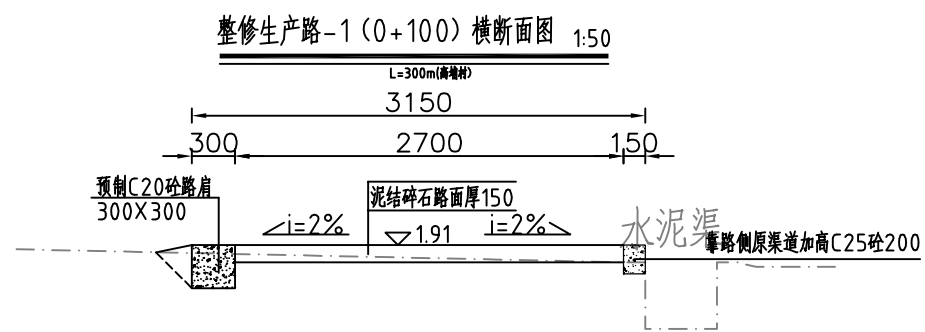 整修生产路-1（0+100）横断面图 1:50
L=300m(高墙村)
3150
300 2700 150
预制C20砼路肩
300X300
泥结碎石路面厚150
i=2%
1.91
i=2%
水泥渠
靠路侧原渠道加高C25砼200